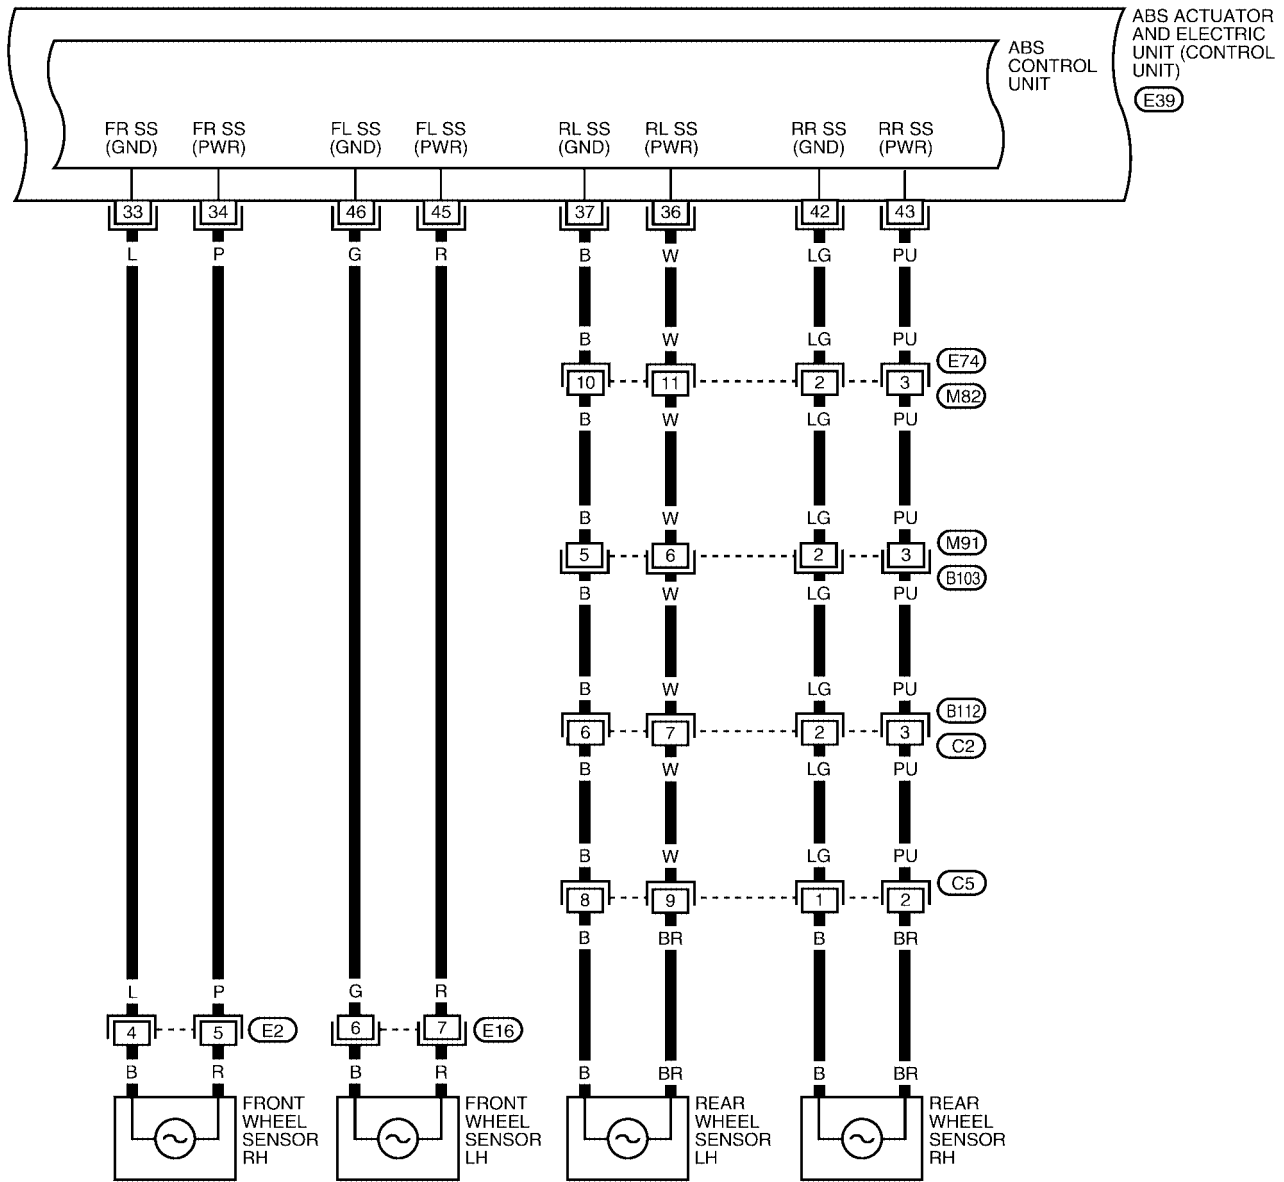 ABS ACTUATOR
AND ELECTRIC
UNIT (CONTROL
UNIT)
E39
ABS
CONTROL
UNIT
FR SS FR SS FL SS FL SS RL SS RL SS RR SS RR SS
(GND) (PWR) (GND) (PWR) (GND) (PWR) (GND) (PWR)
33 34 46 45 37 36 42 43
L P G R B W LG PU
B W LG PU
E74
10 11 2 3
M82
B W LG PU
B W LG PU
M91
5 6 2 3
B103
B W LG PU
B W LG PU
B112
6 7 2 3
C2
B W LG PU
B W LG PU
C5
8 9 1 2
B BR B BR
L P G R
4 5 E2 6 7 E16
B R B R B BR B BR
FRONT
WHEEL
SENSOR
RH
FRONT
WHEEL
SENSOR
LH
REAR
WHEEL
SENSOR
LH
REAR
WHEEL
SENSOR
RH